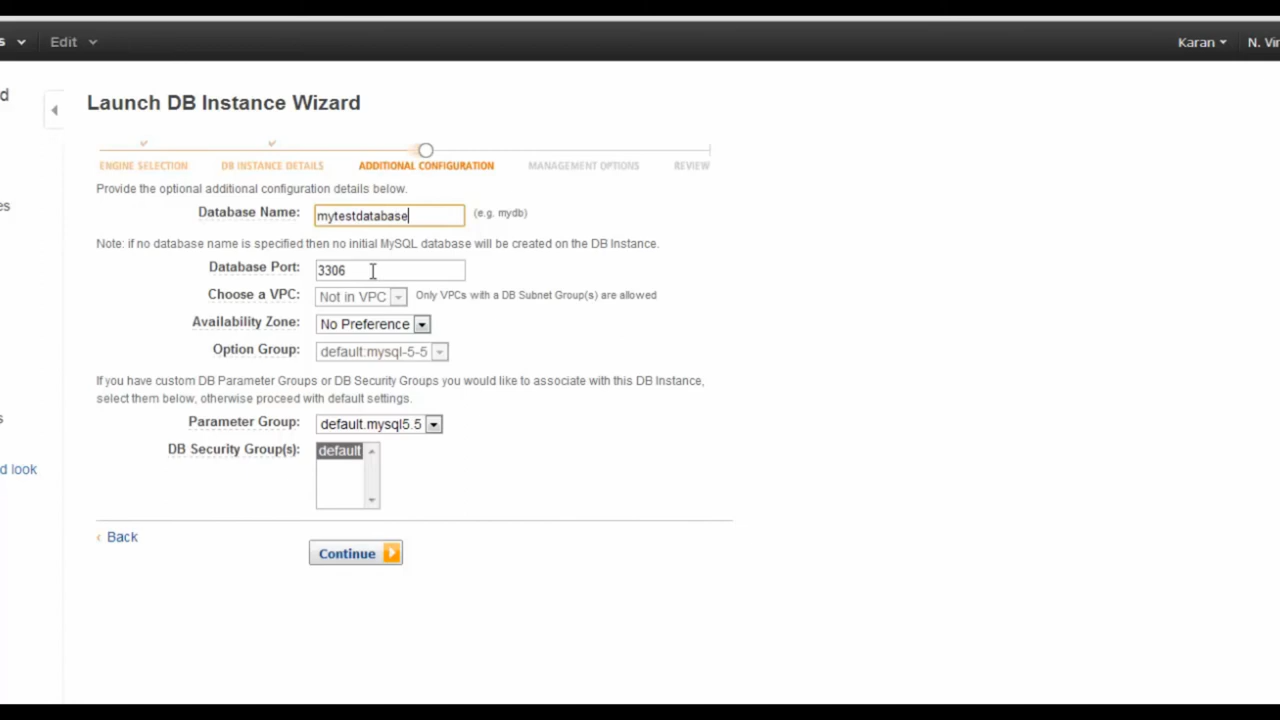 s Edit Karan N. Vir
d
Launch DB Instance Wizard
ENGINE SELECTION DB INSTANCE DETAILS ADDITIONAL CONFIGURATION MANAGEMENT OPTIONS REVIEW
Provide the optional additional configuration details below.
Database Name: mytestdatabase (e.g. mydb)
es
Note: if no database name is specified then no initial MySQL database will be created on the DB Instance.
Database Port: 3306
Choose a VPC: Not in VPC Only VPCs with a DB Subnet Group(s) are allowed
Availability Zone: No Preference
Option Group: default:mysql-5-5
If you have custom DB Parameter Groups or DB Security Groups you would like to associate with this DB Instance,
select them below, otherwise proceed with default settings.
s
Parameter Group: default.mysql5.5
DB Security Group(s): default
d look
‹ Back
Continue